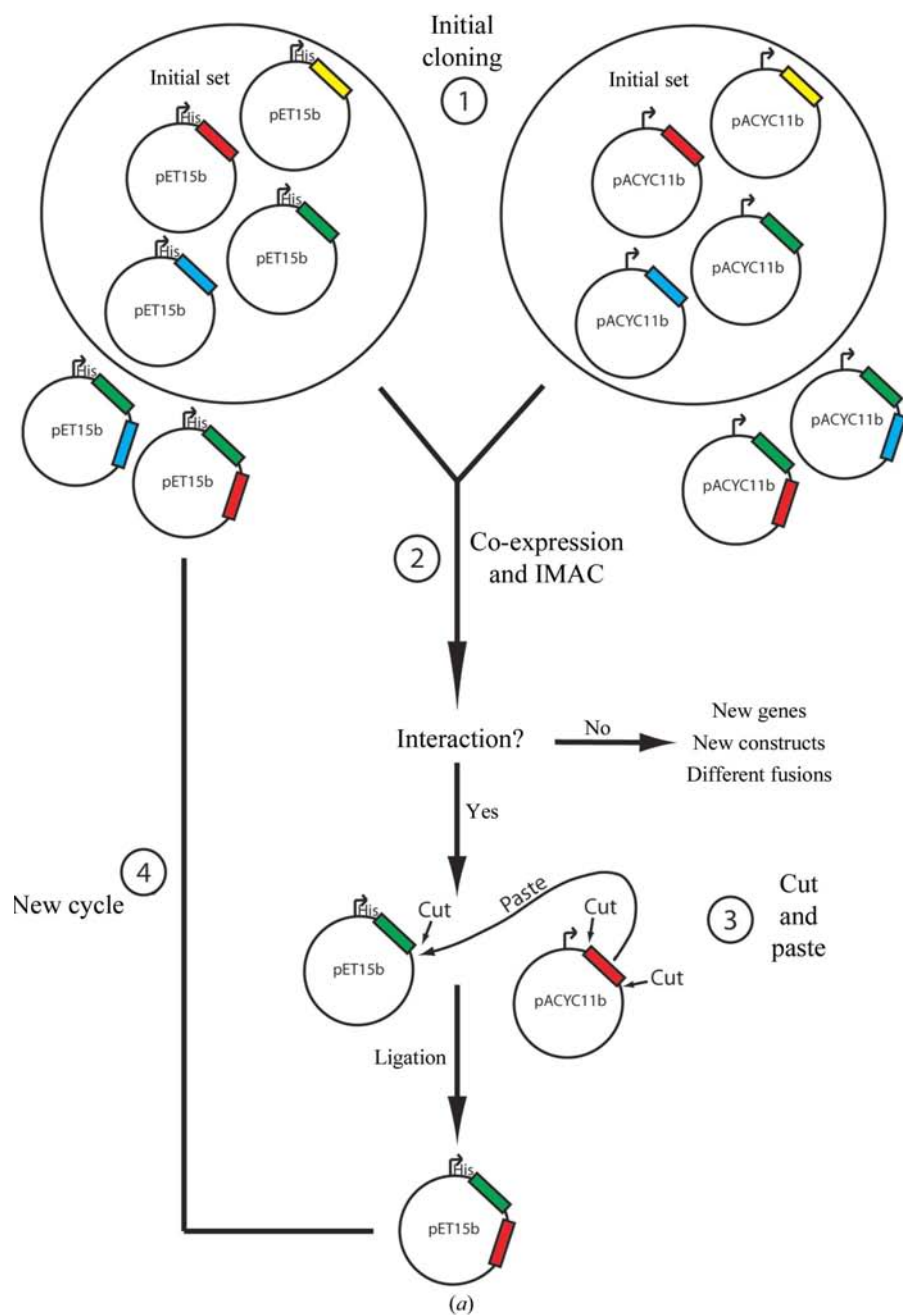 Initial
cloning
1
Initial set
His
pET15b
His
pET15b
His
pET15b
His
pET15b
Initial set
pACYC11b
pACYC11b
pACYC11b
pACYC11b
His
pET15b
His
pET15b
pACYC11b
pACYC11b
2
Co-expression
and IMAC
Interaction?
No
New genes
New constructs
Different fusions
Yes
4
New cycle
His
pET15b
Cut
Paste
Cut
pACYC11b
Cut
3
Cut
and
paste
Ligation
His
pET15b
(a)